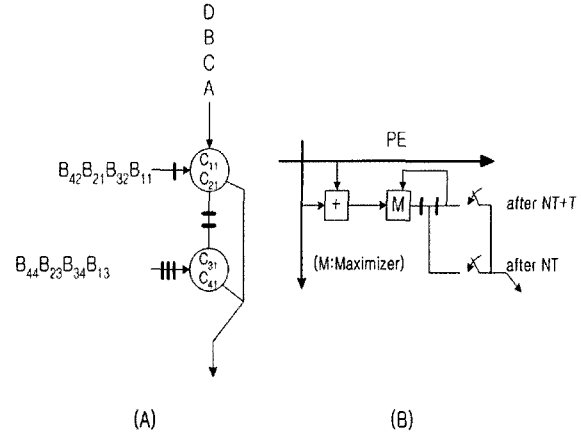 D
B
C
A
B₄₂B₂₁B₃₂B₁₁
C₁₁
C₂₁
B₄₄B₂₃B₃₄B₁₃
C₃₁
C₄₁
(A)
PE
+
M
after NT+T
(M:Maximizer)
after NT
(B)